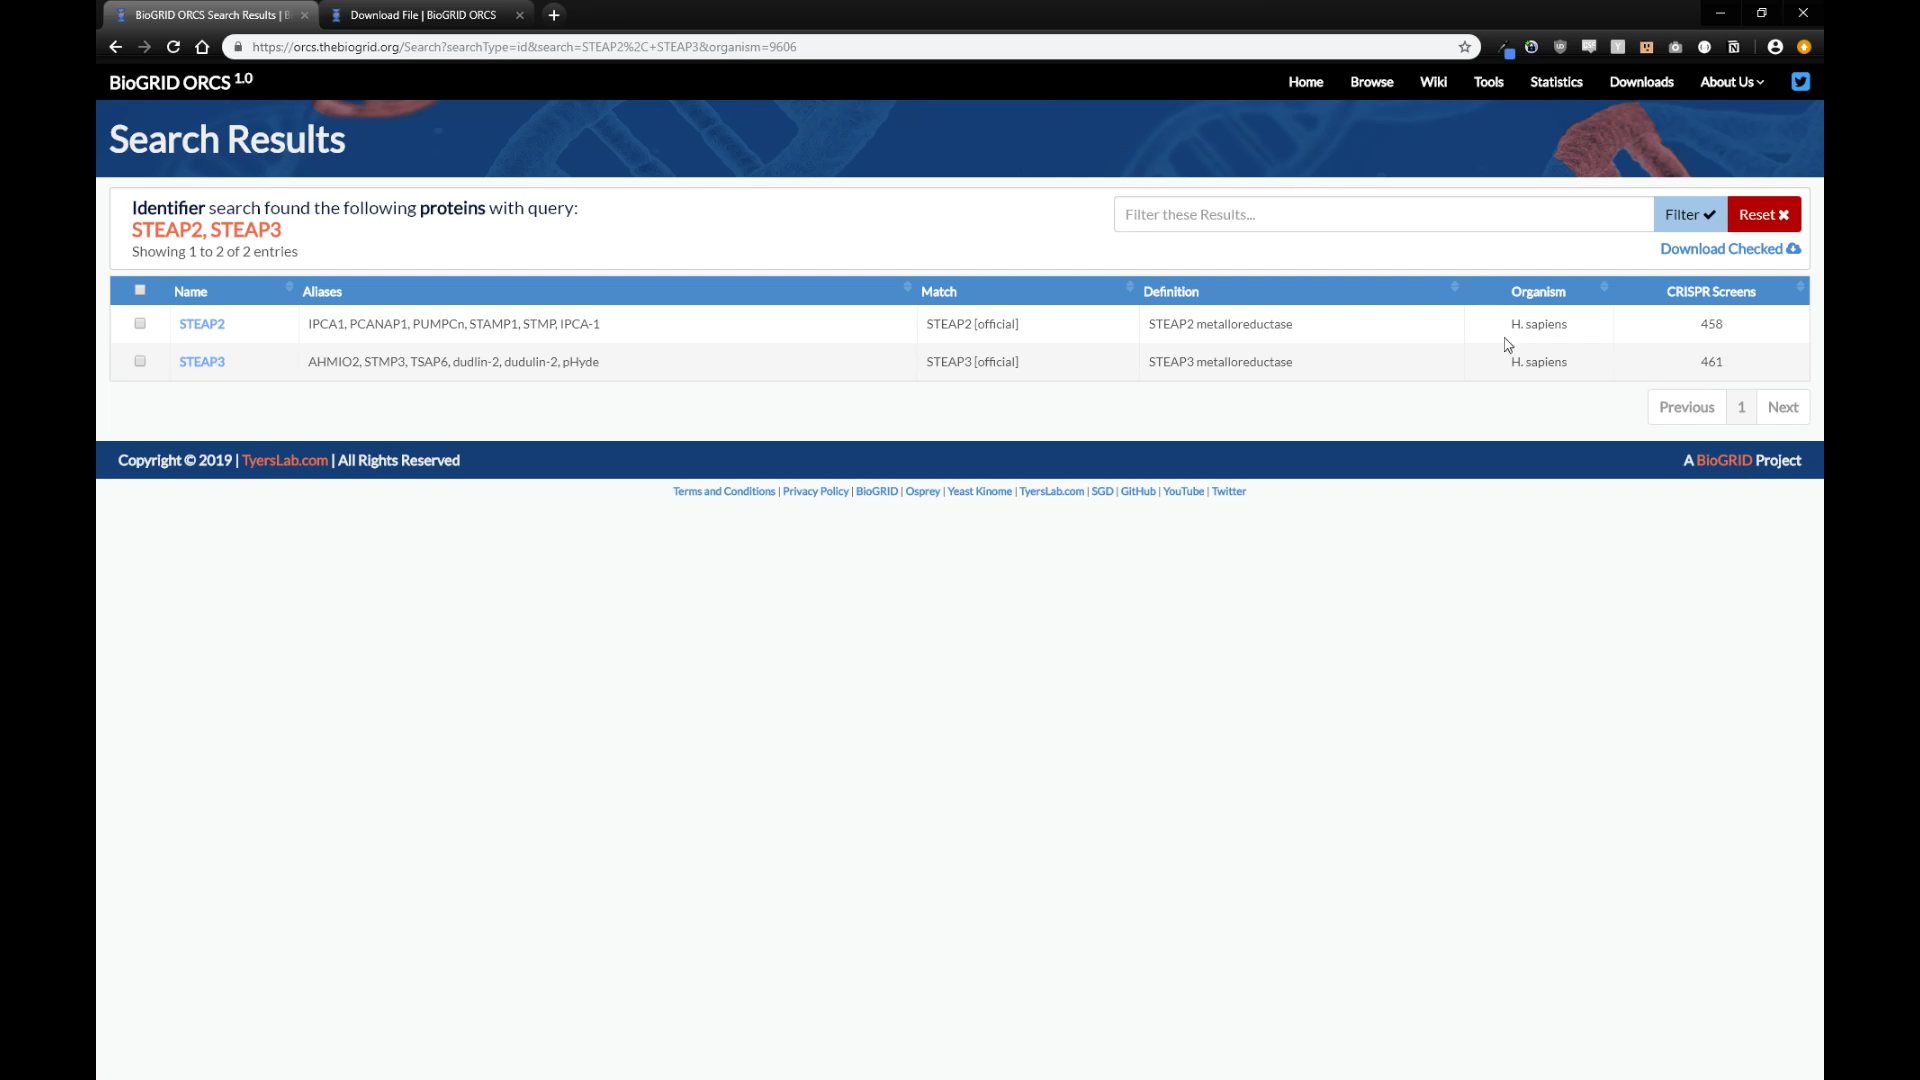 BioGRID ORCS Search Results | B
Download File | BioGRID ORCS
https://orcs.thebiogrid.org/Search?searchType=id&search=STEAP2%2C+STEAP3&organism=9606
BioGRID ORCS 1.0
Home Browse Wiki Tools Statistics Downloads About Us
Search Results
Identifier search found the following proteins with query:
STEAP2, STEAP3
Showing 1 to 2 of 2 entries
Filter these Results...
Filter
Reset
Download Checked
Name Aliases Match Definition Organism CRISPR Screens
STEAP2 IPCA1, PCANAP1, PUMPCn, STAMP1, STMP, IPCA-1 STEAP2 [official] STEAP2 metalloreductase H. sapiens 458
STEAP3 AHMIO2, STMP3, TSAP6, dudlin-2, dudulin-2, pHyde STEAP3 [official] STEAP3 metalloreductase H. sapiens 461
Previous 1 Next
Copyright © 2019 | TyersLab.com | All Rights Reserved
A BioGRID Project
Terms and Conditions | Privacy Policy | BioGRID | Osprey | Yeast Kinome | TyersLab.com | SGD | GitHub | YouTube | Twitter